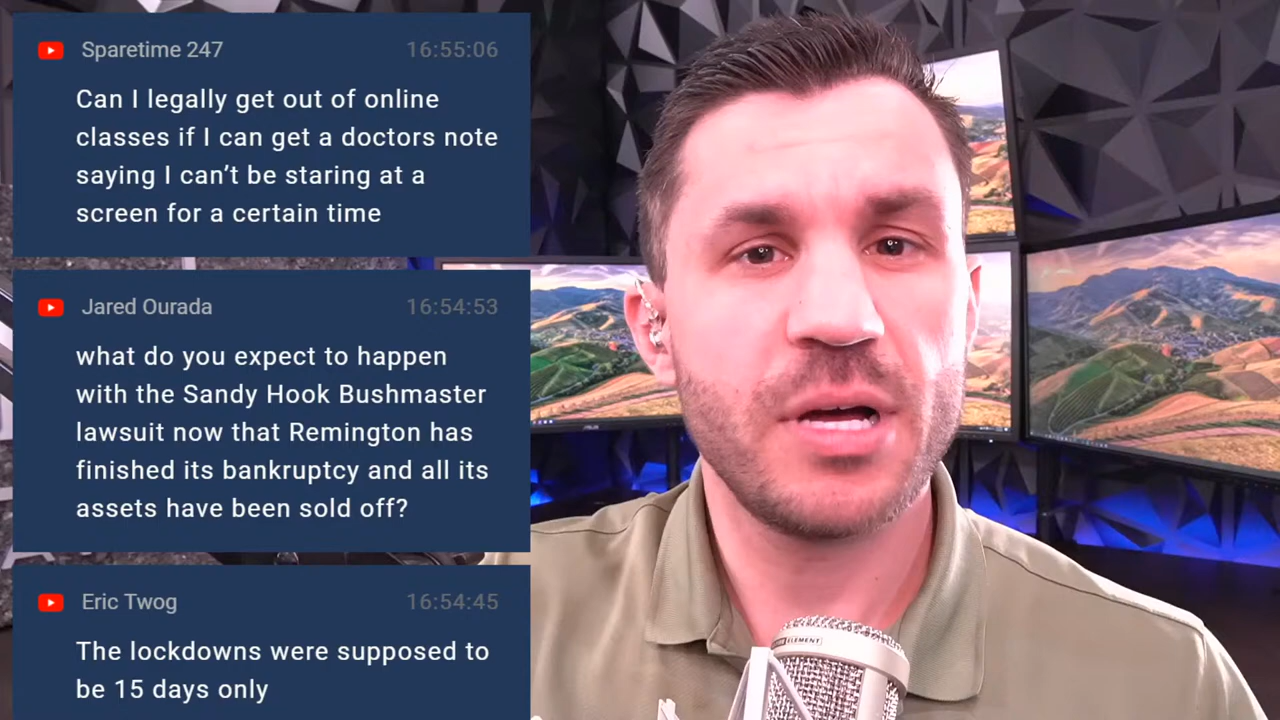 Sparetime 247 16:55:06
Can I legally get out of online
classes if I can get a doctors note
saying I can’t be staring at a
screen for a certain time
Jared Ourada 16:54:53
what do you expect to happen
with the Sandy Hook Bushmaster
lawsuit now that Remington has
finished its bankruptcy and all its
assets have been sold off?
Eric Twog 16:54:45
The lockdowns were supposed to
be 15 days only
ELEMENT